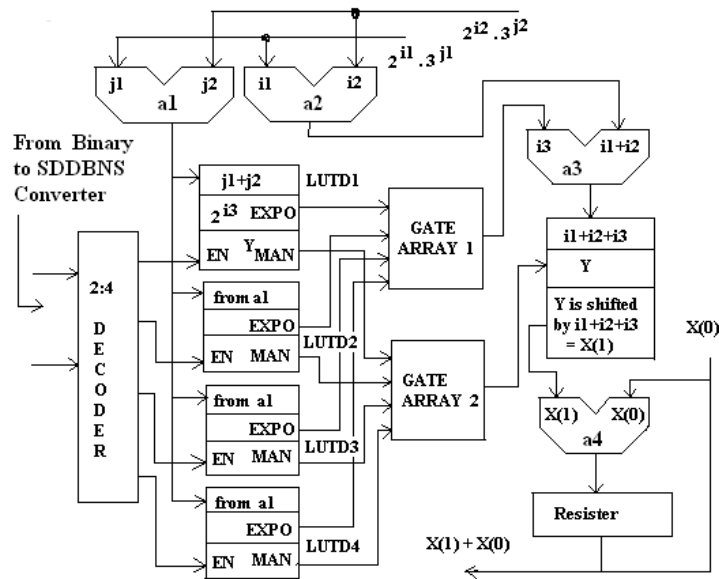 2^i2 . 3^j2
2^i1 . 3^j1
j1 j2
a1
i1 i2
a2
From Binary
to SDDBNS
Converter
i3 i1+i2
a3
j1+j2
LUTD1
2^i3 EXPO
EN Y MAN
GATE
ARRAY 1
i1+i2+i3
Y
Y is shifted
by i1+i2+i3
= X(1)
X(0)
2:4
D
E
C
O
D
E
R
from a1
EXPO
LUTD2
EN MAN
GATE
ARRAY 2
from a1
EXPO
EN MAN
LUTD3
X(1) X(0)
a4
from a1
EXPO
EN MAN
LUTD4
Resister
X(1) + X(0)